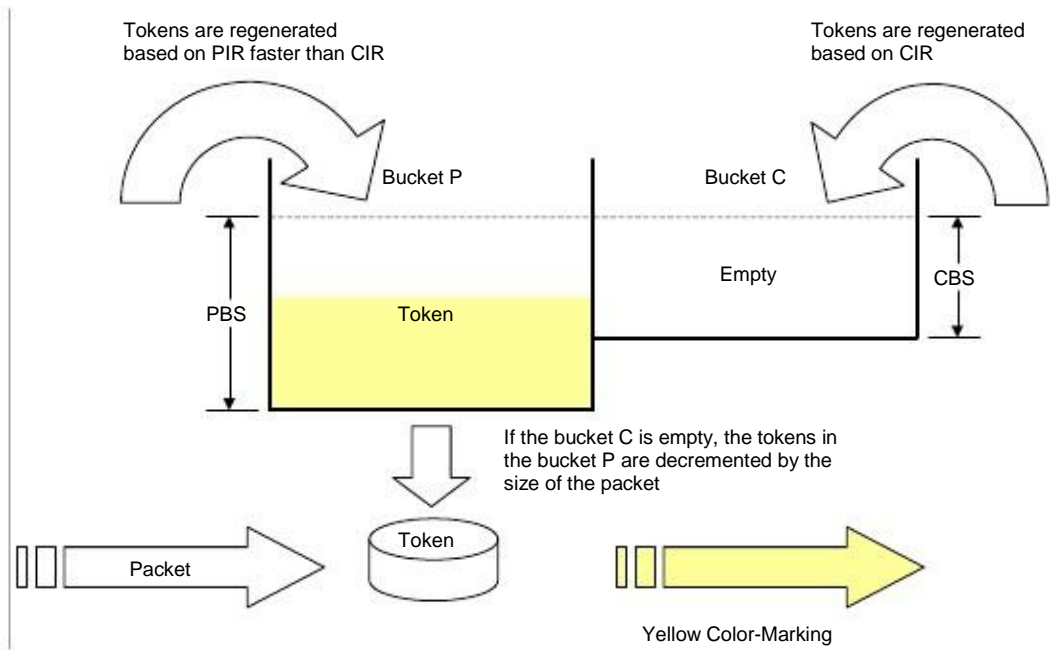 Tokens are regenerated
based on PIR faster than CIR
Tokens are regenerated
based on CIR
Bucket P
Bucket C
PBS
Token
Empty
CBS
If the bucket C is empty, the tokens in
the bucket P are decremented by the
size of the packet
Token
Packet
Yellow Color-Marking